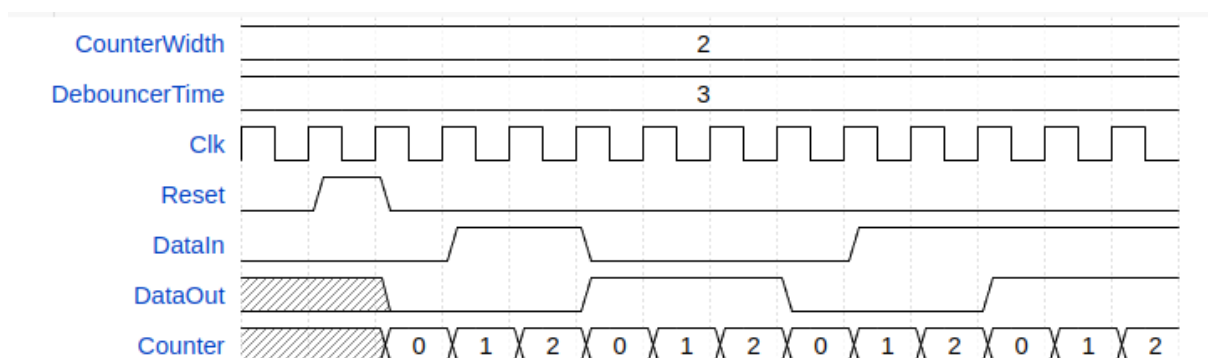 CounterWidth 2
DebouncerTime 3
Clk
Reset
DataIn
DataOut
Counter 0 1 2 0 1 2 0 1 2 0 1 2